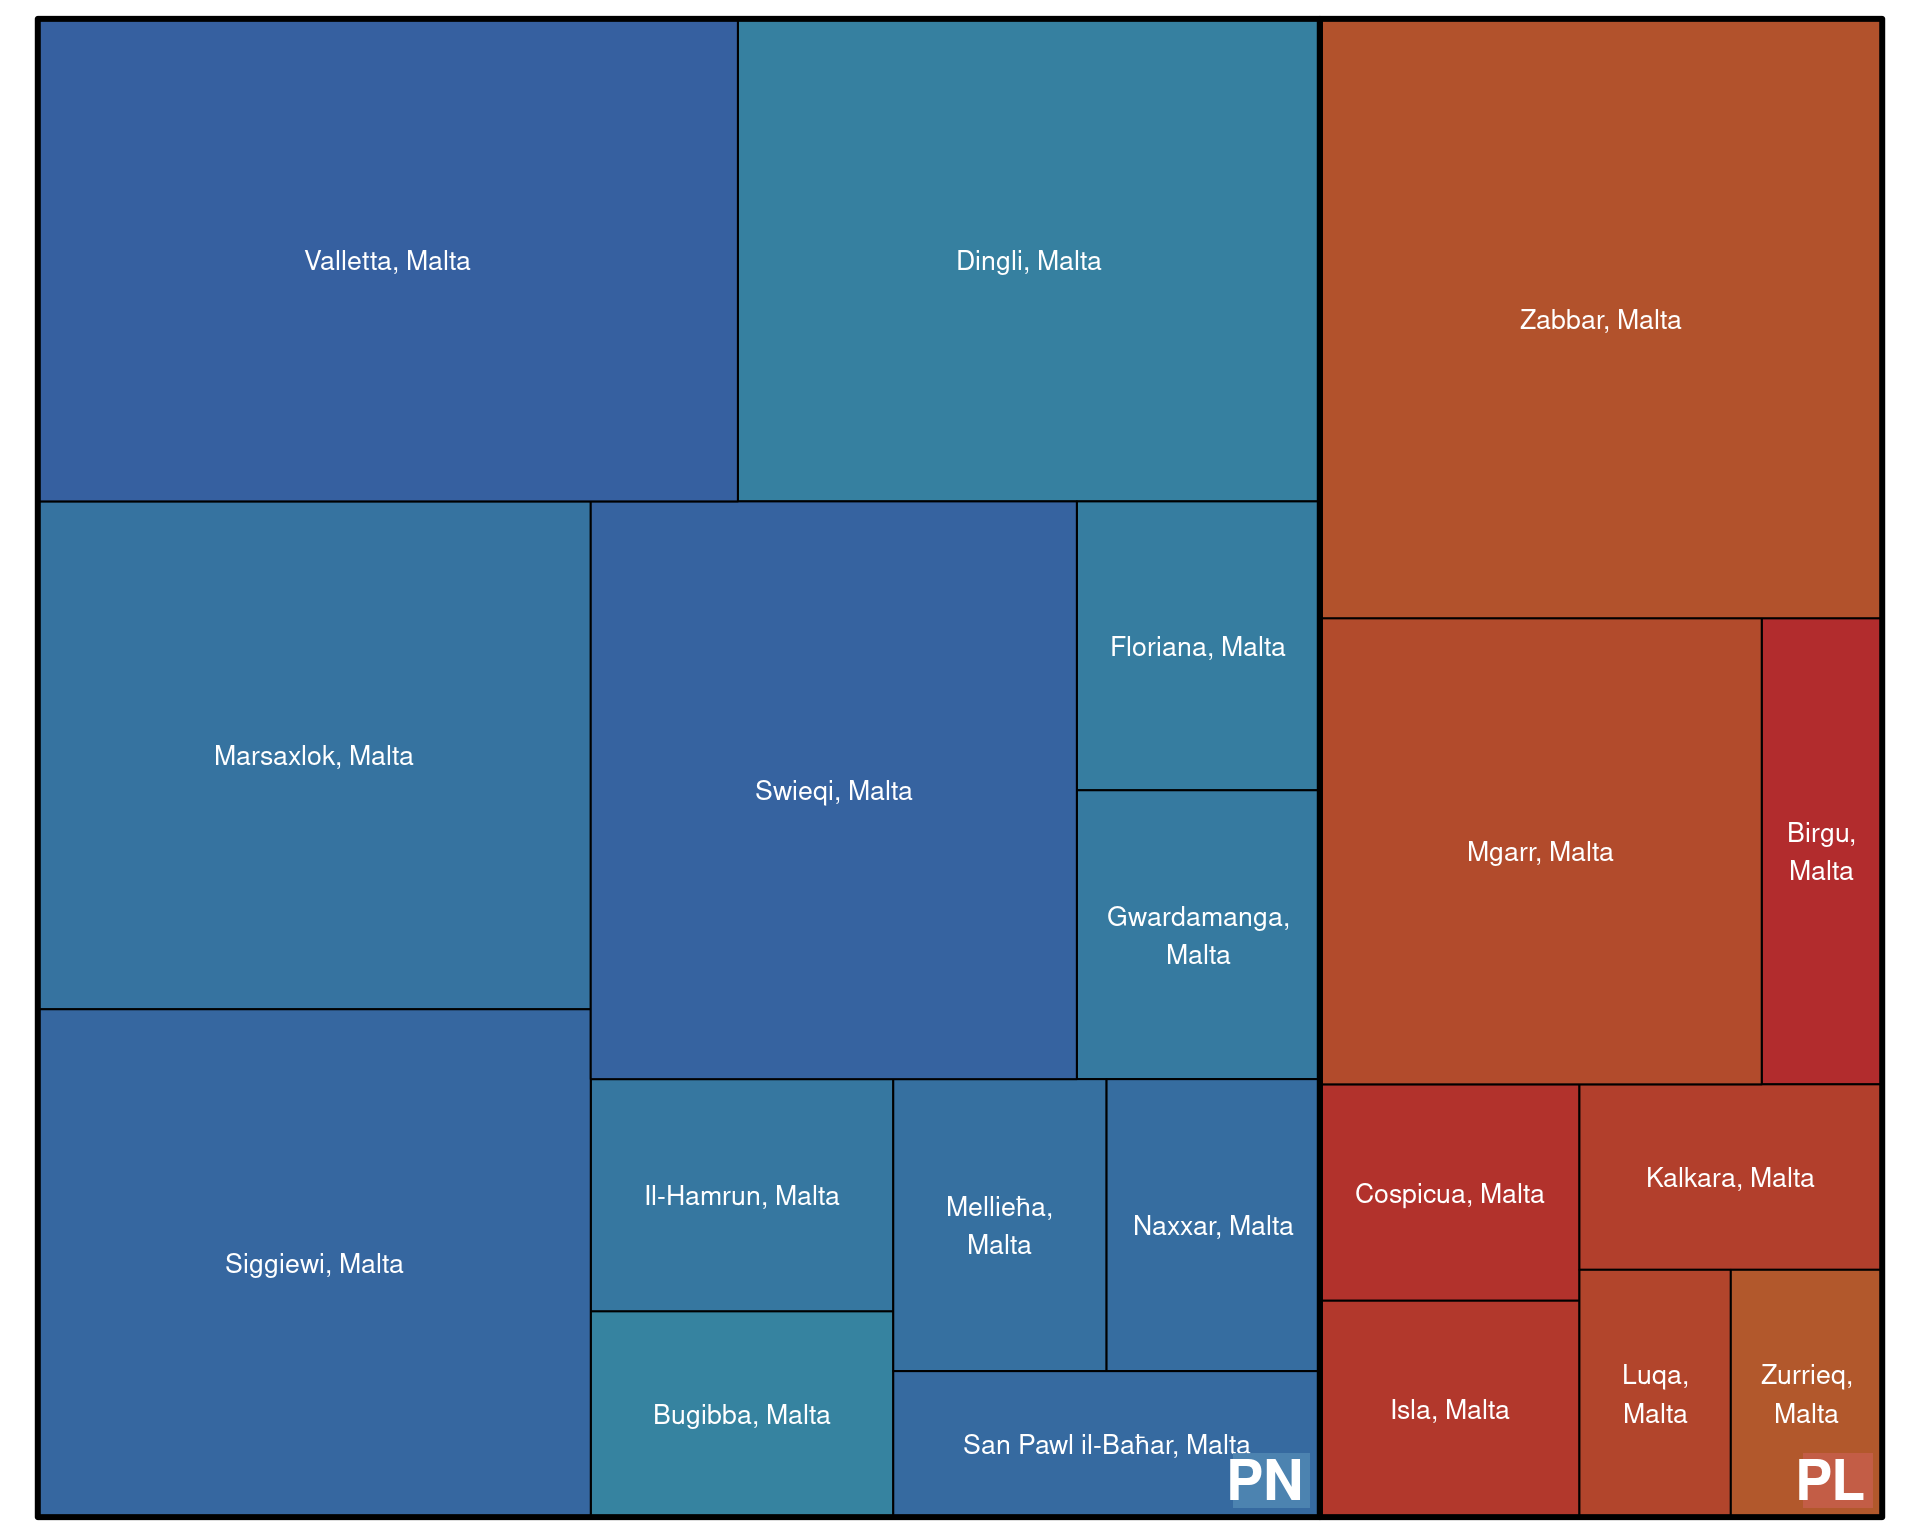 Valletta, Malta
Dingli, Malta
Zabbar, Malta
Marsaxlok, Malta
Swieqi, Malta
Floriana, Malta
Gwardamanga,
Malta
Mgarr, Malta
Birgu,
Malta
Siggiewi, Malta
Il-Hamrun, Malta
Mellieħa,
Malta
Naxxar, Malta
Bugibba, Malta
San Pawl il-Baħar, Malta
PN
Cospicua, Malta
Kalkara, Malta
Isla, Malta
Luqa,
Malta
Zurrieq,
Malta
PL